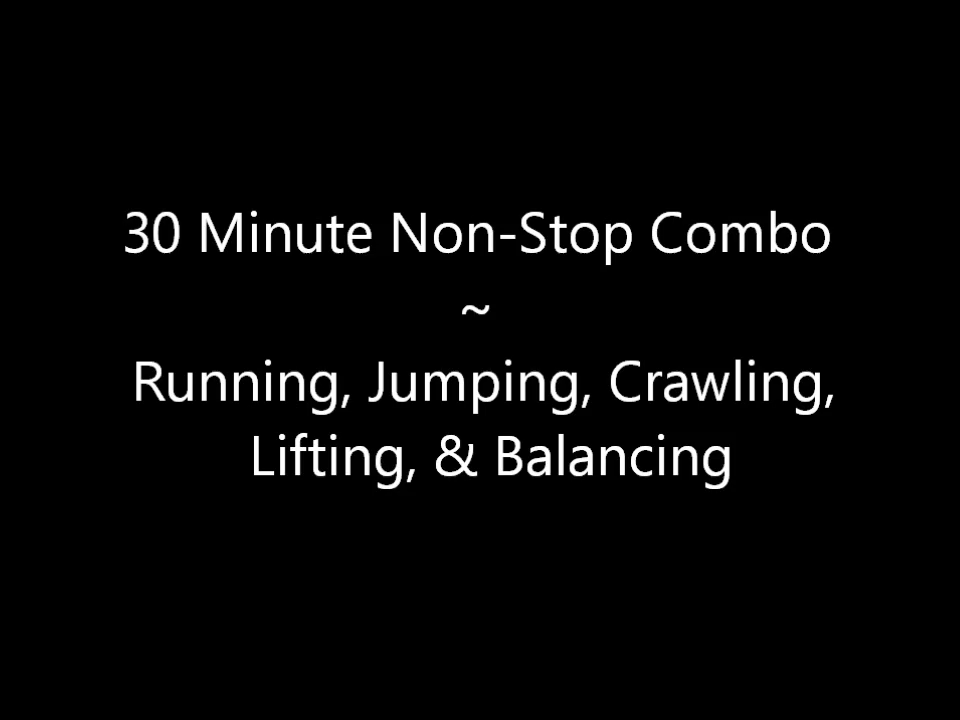 30 Minute Non-Stop Combo
~
Running, Jumping, Crawling,
Lifting, & Balancing